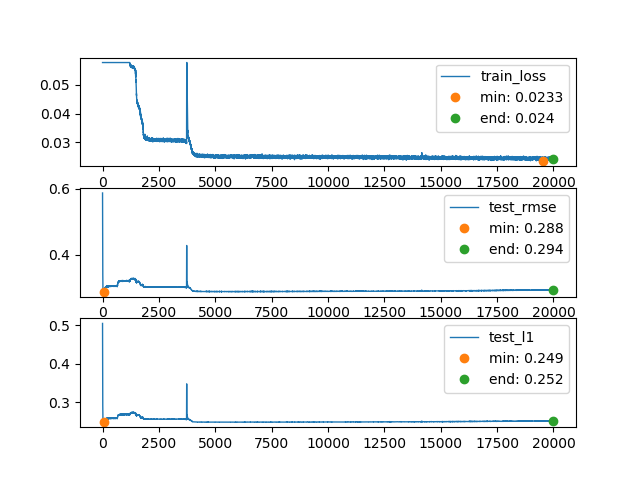 0.05
0.04
0.03
train_loss
min: 0.0233
end: 0.024
0 2500 5000 7500 10000 12500 15000 17500 20000
0.6
0.4
test_rmse
min: 0.288
end: 0.294
0 2500 5000 7500 10000 12500 15000 17500 20000
0.5
0.4
0.3
test_l1
min: 0.249
end: 0.252
0 2500 5000 7500 10000 12500 15000 17500 20000